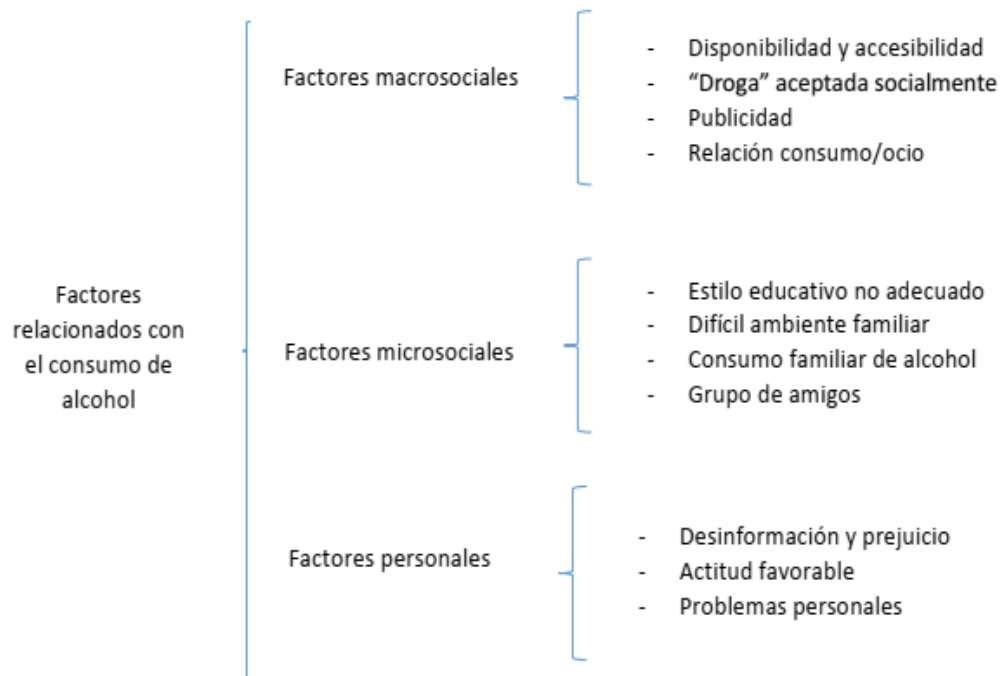 Factores
relacionados con
el consumo de
alcohol
Factores macrosociales
- Disponibilidad y accesibilidad
- “Droga” aceptada socialmente
- Publicidad
- Relación consumo/ocio
Factores microsociales
- Estilo educativo no adecuado
- Difícil ambiente familiar
- Consumo familiar de alcohol
- Grupo de amigos
Factores personales
- Desinformación y prejuicio
- Actitud favorable
- Problemas personales